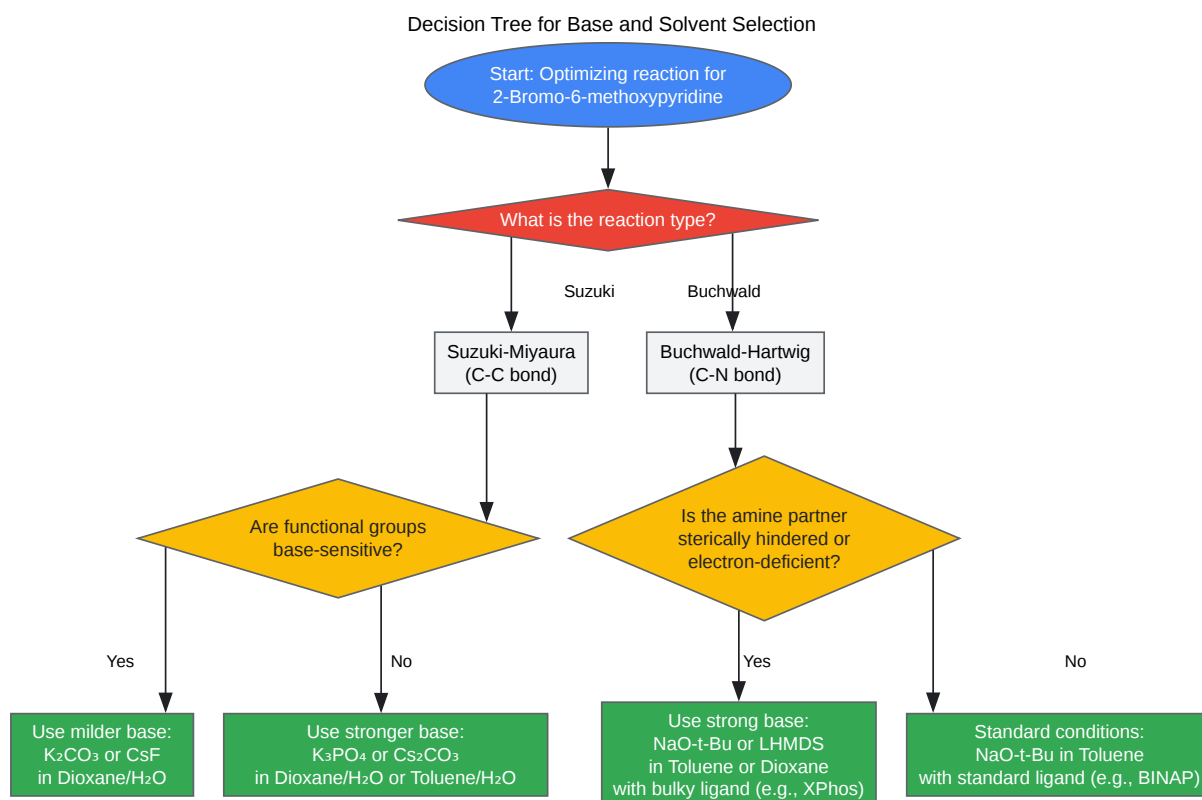 Decision Tree for Base and Solvent Selection
Start: Optimizing reaction for
2-Bromo-6-methoxypyridine
What is the reaction type?
Suzuki
Buchwald
Suzuki-Miyaura
(C-C bond)
Buchwald-Hartwig
(C-N bond)
Are functional groups
base-sensitive?
Is the amine partner
sterically hindered or
electron-deficient?
Yes
No
Yes
No
Use milder base:
K₂CO₃ or CsF
in Dioxane/H₂O
Use stronger base:
K₃PO₄ or Cs₂CO₃
in Dioxane/H₂O or Toluene/H₂O
Use strong base:
NaO-t-Bu or LHMDS
in Toluene or Dioxane
with bulky ligand (e.g., XPhos)
Standard conditions:
NaO-t-Bu in Toluene
with standard ligand (e.g., BINAP)